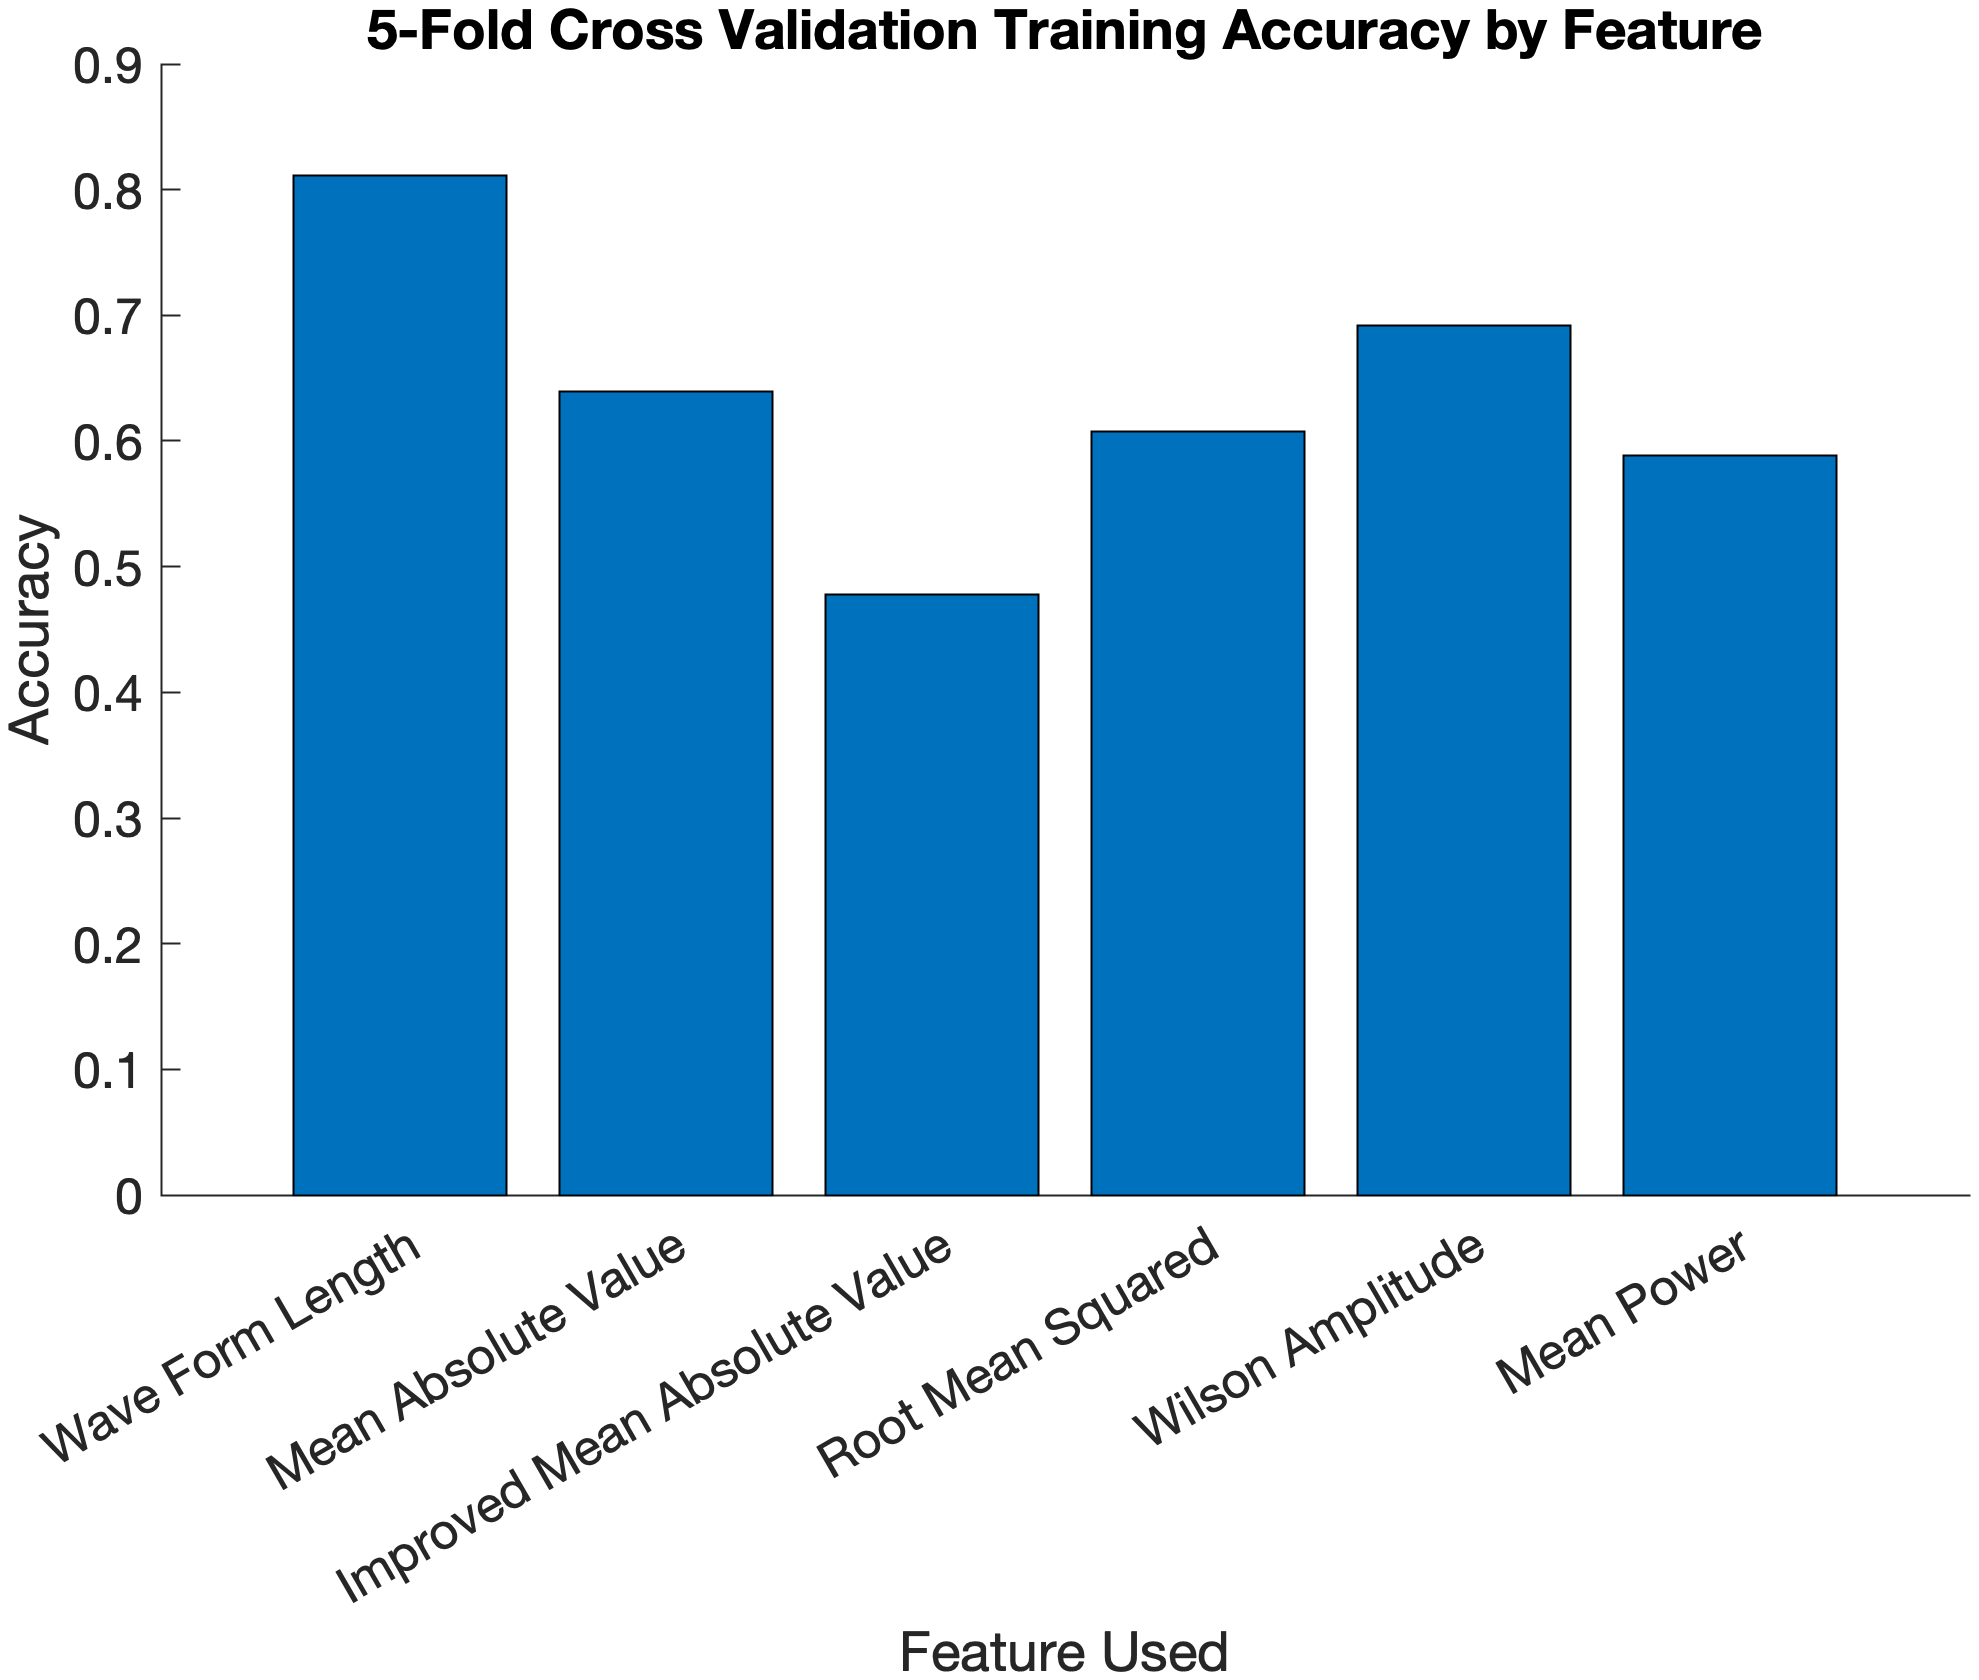 5-Fold Cross Validation Training Accuracy by Feature
0.9
0.8
0.7
0.6
0.5
0.4
0.3
0.2
0.1
0
Accuracy
Wave Form Length
Mean Absolute Value
Improved Mean Absolute Value
Root Mean Squared
Wilson Amplitude
Mean Power
Feature Used